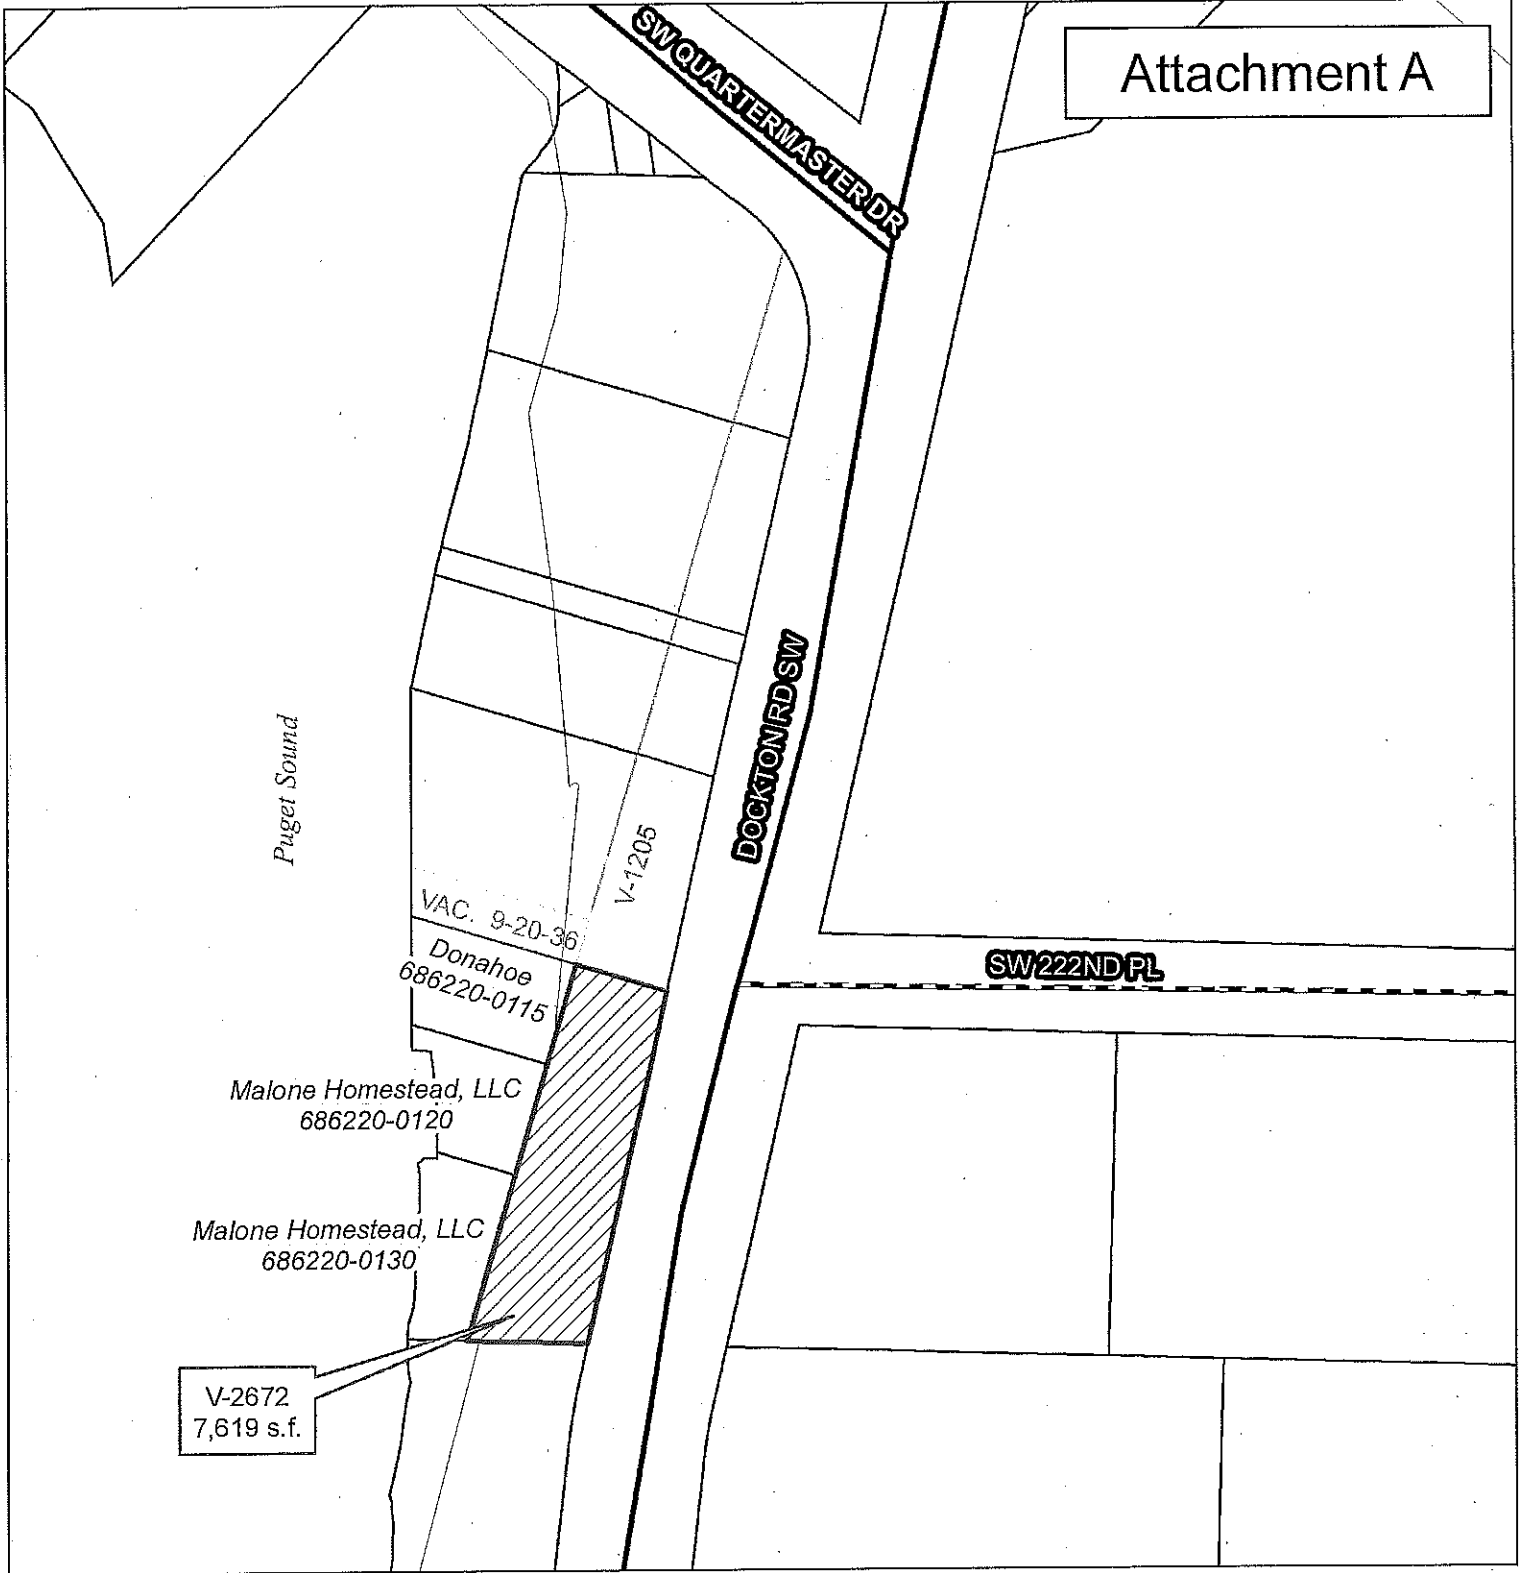 Attachment A
SW QUARTERMASTER DR
DOCKTON RD SW
Puget Sound
V-1205
VAC. 9-20-36
Donahoe
686220-0115
SW 222ND PL
Malone Homestead, LLC
686220-0120
Malone Homestead, LLC
686220-0130
V-2672
7,619 s.f.